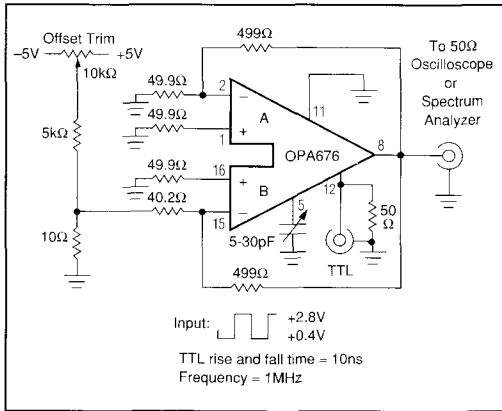 Offset Trim
–5V
+5V
10kΩ
5kΩ
10Ω
499Ω
49.9Ω
2
–
A
49.9Ω
+
1
11
49.9Ω
16
+
B
OPA676
8
40.2Ω
–
15
5
12
5-30pF
50
Ω
TTL
499Ω
To 50Ω
Oscilloscope
or
Spectrum
Analyzer
Input:
+2.8V
+0.4V
TTL rise and fall time = 10ns
Frequency = 1MHz